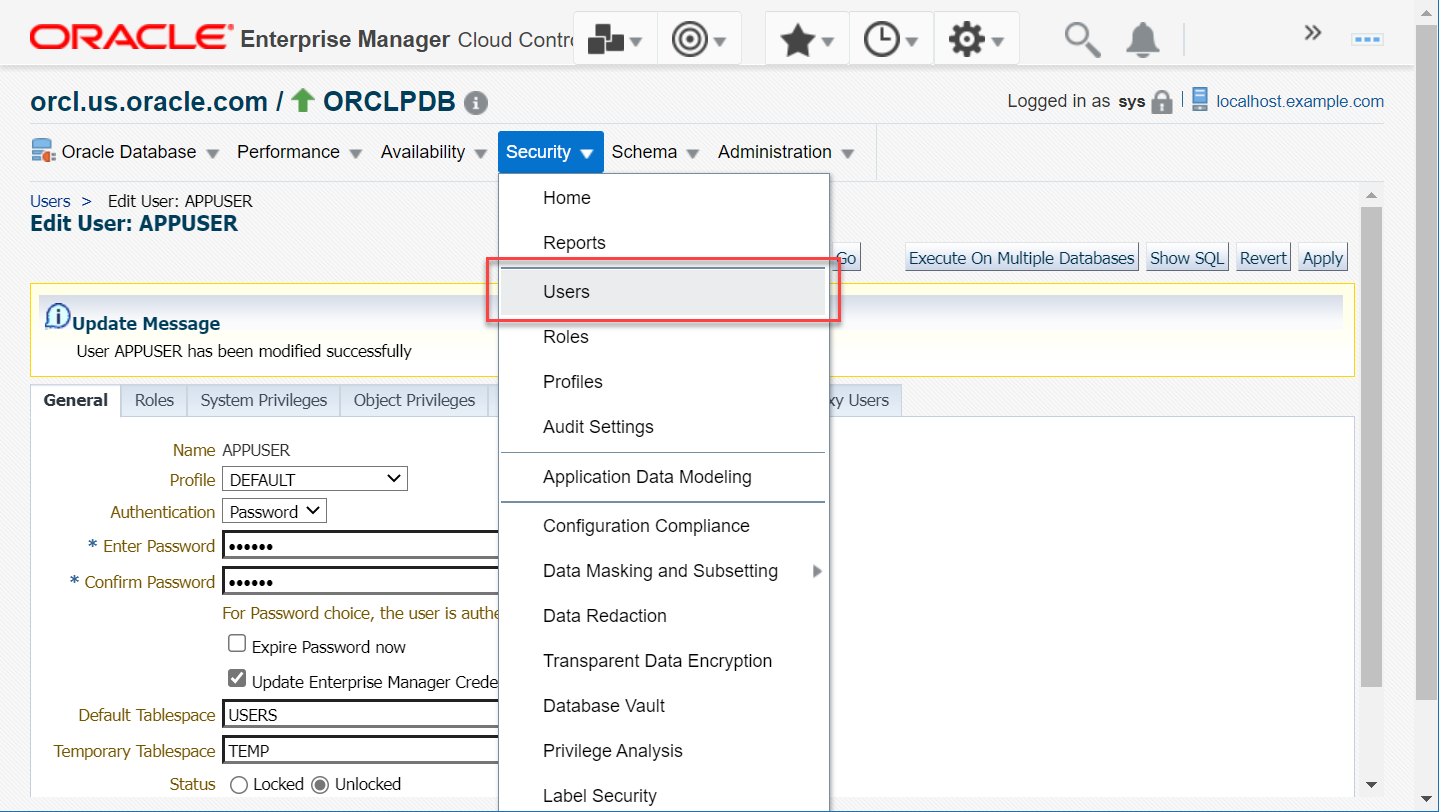 ORACLE Enterprise Manager Cloud Contro
orcl.us.oracle.com / ORCLPDB
Logged in as sys
localhost.example.com
Oracle Database Performance Availability Security Schema Administration
Users > Edit User: APPUSER
Edit User: APPUSER
Go Execute On Multiple Databases Show SQL Revert Apply
Update Message
User APPUSER has been modified successfully
General Roles System Privileges Object Privileges xy Users
Name APPUSER
Profile DEFAULT
Authentication Password
* Enter Password ••••••
* Confirm Password ••••••
For Password choice, the user is authe
Expire Password now
Update Enterprise Manager Crede
Default Tablespace USERS
Temporary Tablespace TEMP
Status Locked Unlocked
Home
Reports
Users
Roles
Profiles
Audit Settings
Application Data Modeling
Configuration Compliance
Data Masking and Subsetting
Data Redaction
Transparent Data Encryption
Database Vault
Privilege Analysis
Label Security